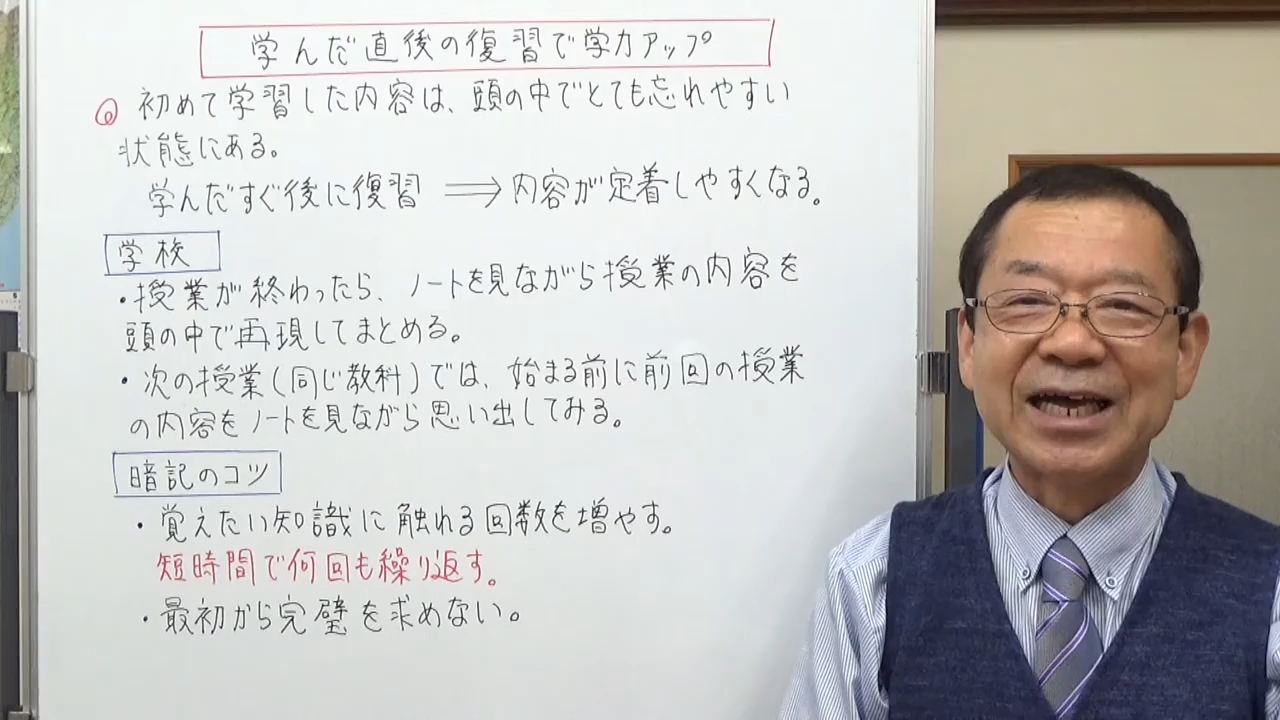 学んだ直後の復習で学力アップ
◎ 初めて学習した内容は、頭の中でとても忘れやすい
状態にある。
学んだすぐ後に復習 ⟹ 内容が定着しやすくなる。
学校
・授業が終わったら、ノートを見ながら授業の内容を
頭の中で再現してまとめる。
・次の授業(同じ教科)では、始まる前に前回の授業
の内容をノートを見ながら思い出してみる。
暗記のコツ
・覚えたい知識に触れる回数を増やす。
短時間で何回も繰り返す。
・最初から完璧を求めない。